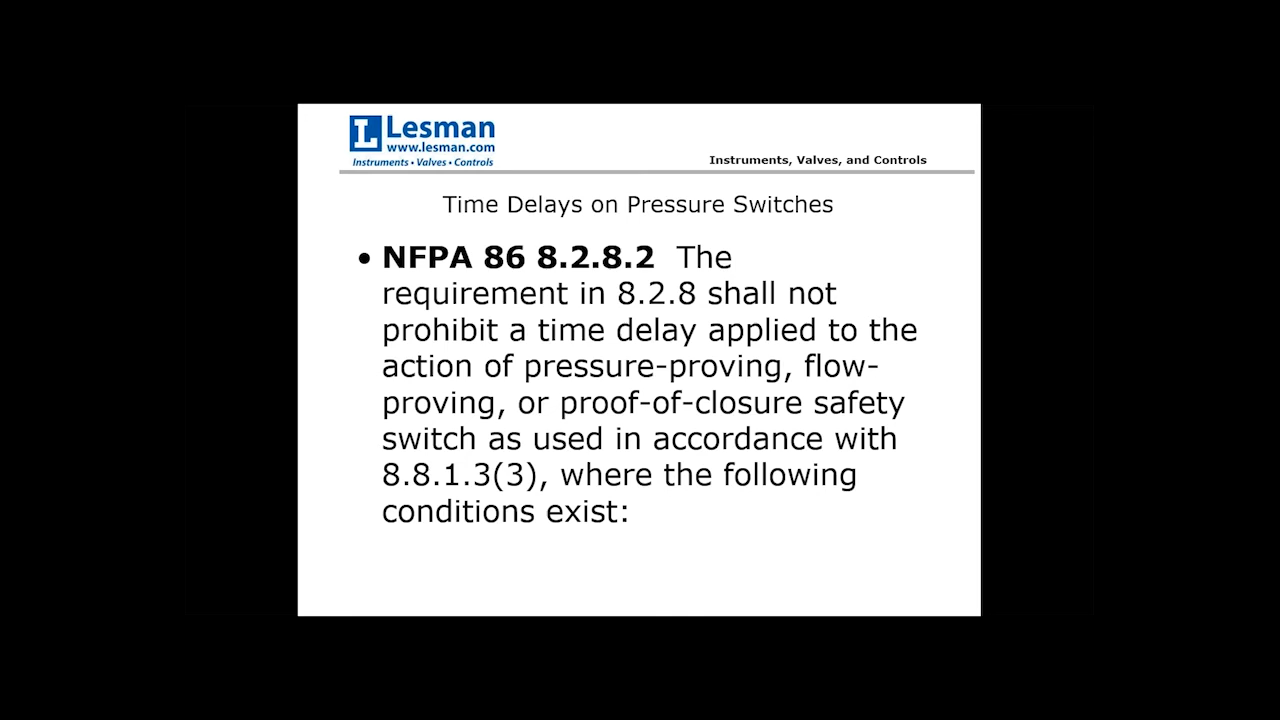 Lesman
www.lesman.com
Instruments • Valves • Controls
Instruments, Valves, and Controls
Time Delays on Pressure Switches
• NFPA 86 8.2.8.2 The
requirement in 8.2.8 shall not
prohibit a time delay applied to the
action of pressure-proving, flow-
proving, or proof-of-closure safety
switch as used in accordance with
8.8.1.3(3), where the following
conditions exist: